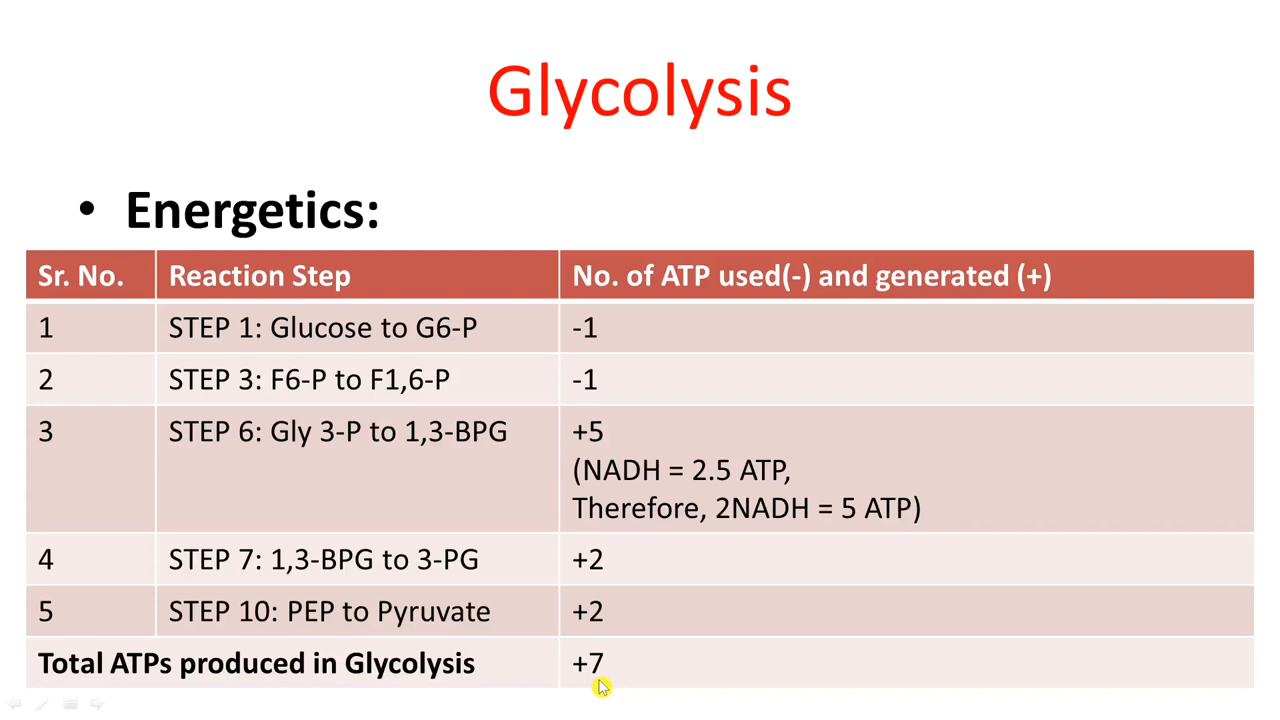 Glycolysis
• Energetics:
Sr. No. Reaction Step No. of ATP used(-) and generated (+)
1 STEP 1: Glucose to G6-P -1
2 STEP 3: F6-P to F1,6-P -1
3 STEP 6: Gly 3-P to 1,3-BPG +5
(NADH = 2.5 ATP,
Therefore, 2NADH = 5 ATP)
4 STEP 7: 1,3-BPG to 3-PG +2
5 STEP 10: PEP to Pyruvate +2
Total ATPs produced in Glycolysis +7